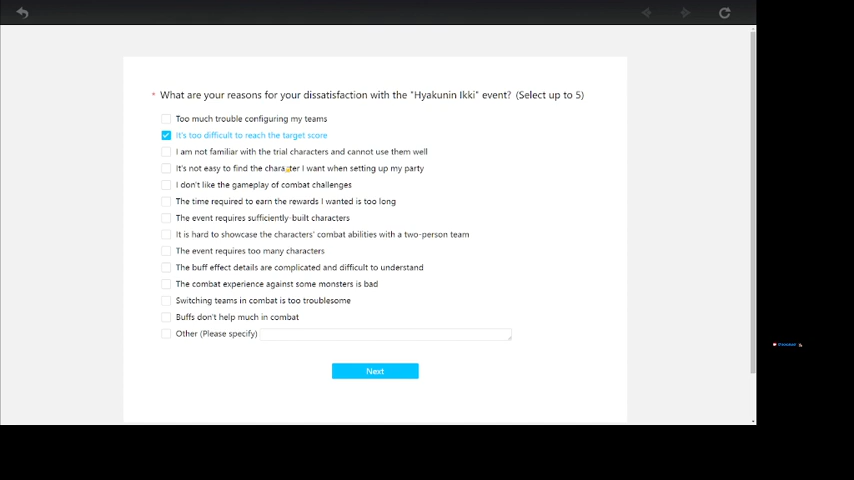 * What are your reasons for your dissatisfaction with the "Hyakunin Ikki" event? (Select up to 5)
Too much trouble configuring my teams
It's too difficult to reach the target score
I am not familiar with the trial characters and cannot use them well
It's not easy to find the character I want when setting up my party
I don't like the gameplay of combat challenges
The time required to earn the rewards I wanted is too long
The event requires sufficiently-built characters
It is hard to showcase the characters' combat abilities with a two-person team
The event requires too many characters
The buff effect details are complicated and difficult to understand
The combat experience against some monsters is bad
Switching teams in combat is too troublesome
Buffs don't help much in combat
Other (Please specify)
Next